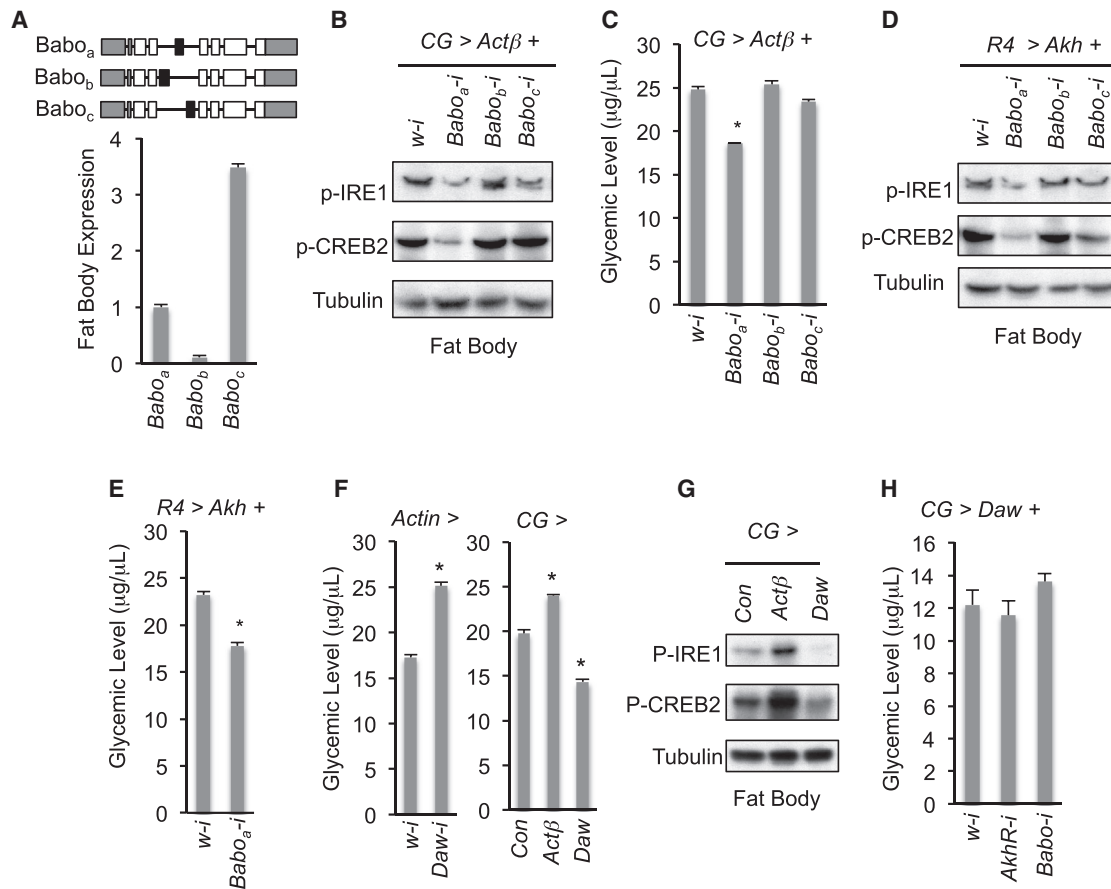 A
Babo_a
Babo_b
Babo_c
Fat Body Expression
4
3
2
1
0
Babo_a
Babo_b
Babo_c
B
CG > Actβ +
w-i
Babo_a-i
Babo_b-i
Babo_c-i
p-IRE1
p-CREB2
Tubulin
Fat Body
C
CG > Actβ +
Glycemic Level (μg/μL)
30
25
20
15
10
5
0
*
w-i
Babo_a-i
Babo_b-i
Babo_c-i
D
R4 > Akh +
w-i
Babo_a-i
Babo_b-i
Babo_c-i
p-IRE1
p-CREB2
Tubulin
Fat Body
E
R4 > Akh +
Glycemic Level (μg/μL)
30
25
20
15
10
5
0
*
w-i
Babo_a-i
F
Actin >
Glycemic Level (μg/μL)
30
25
20
15
10
5
0
*
w-i
Daw-i
CG >
30
25
20
15
10
5
0
*
*
Con
Actβ
Daw
G
CG >
Con
Actβ
Daw
P-IRE1
P-CREB2
Tubulin
Fat Body
H
CG > Daw +
Glycemic Level (μg/μL)
16
14
12
10
8
6
4
2
0
w-i
AkhR-i
Babo-i